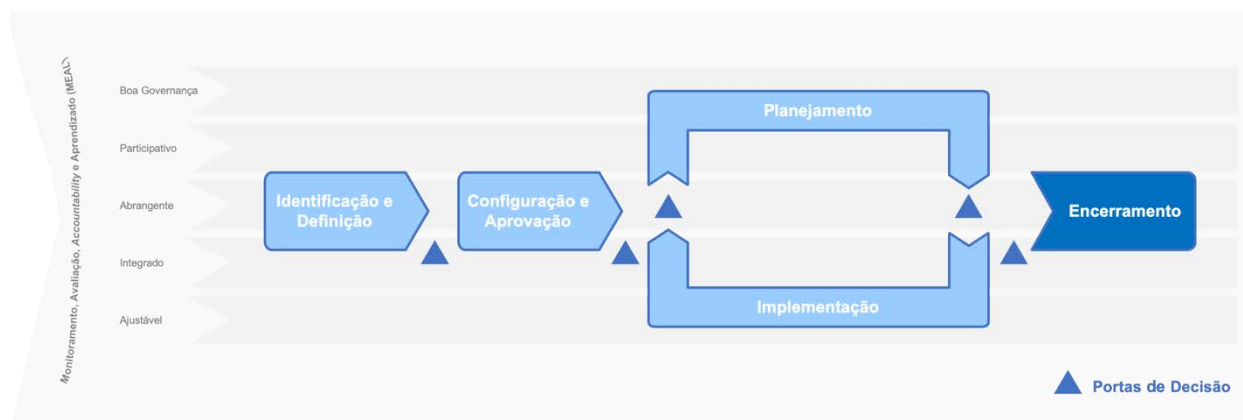 Monitoramento, Avaliação, Accountability e Aprendizado (MEAL)
Boa Governança
Participativo
Abrangente
Integrado
Ajustável
Identificação e
Definição
Configuração e
Aprovação
Planejamento
Implementação
Encerramento
Portas de Decisão